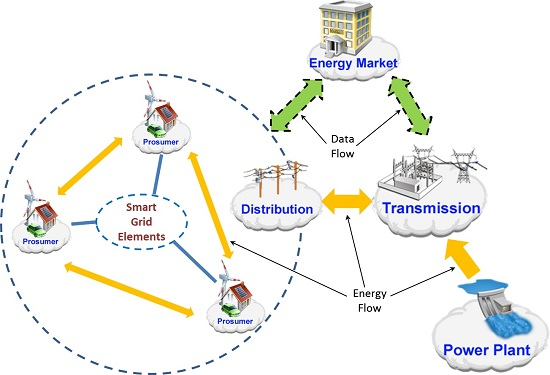 Energy Market
Prosumer
Data
Flow
Smart
Grid
Elements
Distribution
Transmission
Prosumer
Energy
Flow
Prosumer
Power Plant